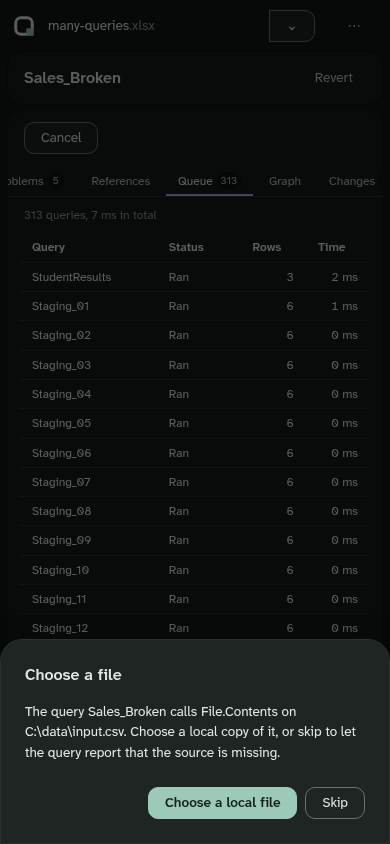 many-queries.xlsx
Sales_Broken Revert
Cancel
oblems 5 References Queue 313 Graph Changes
313 queries, 7 ms in total
Query Status Rows Time
StudentResults Ran 3 2 ms
Staging_01 Ran 6 1 ms
Staging_02 Ran 6 0 ms
Staging_03 Ran 6 0 ms
Staging_04 Ran 6 0 ms
Staging_05 Ran 6 0 ms
Staging_06 Ran 6 0 ms
Staging_07 Ran 6 0 ms
Staging_08 Ran 6 0 ms
Staging_09 Ran 6 0 ms
Staging_10 Ran 6 0 ms
Staging_11 Ran 6 0 ms
Staging_12 Ran 6 0 ms
Choose a file
The query Sales_Broken calls File.Contents on
C:\data\input.csv. Choose a local copy of it, or skip to let
the query report that the source is missing.
Choose a local file Skip